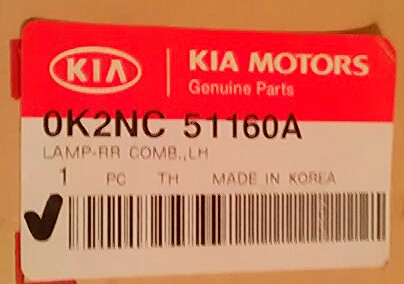 KIA KIA MOTORS
Genuine Parts
0K2NC 51160A
LAMP-RR COMB.,LH
1 PC TH MADE IN KOREA